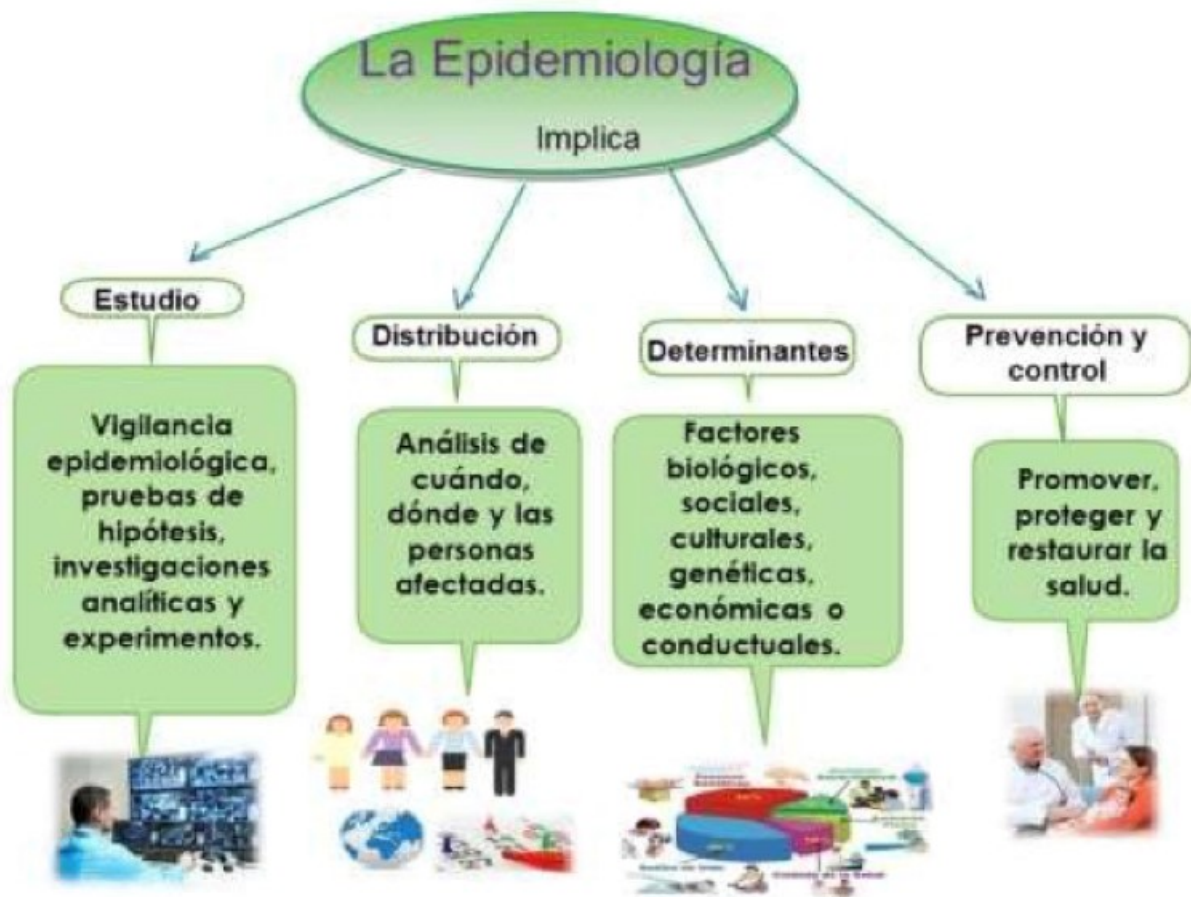 La Epidemiología
Implica
Estudio
Vigilancia
epidemiológica,
pruebas de
hipótesis,
investigaciones
analíticas y
experimentos.
Distribución
Análisis de
cuándo,
dónde y las
personas
afectadas.
Determinantes
Factores
biológicos,
sociales,
culturales,
genéticas,
económicas o
conductuales.
Prevención y
control
Promover,
proteger y
restaurar la
salud.